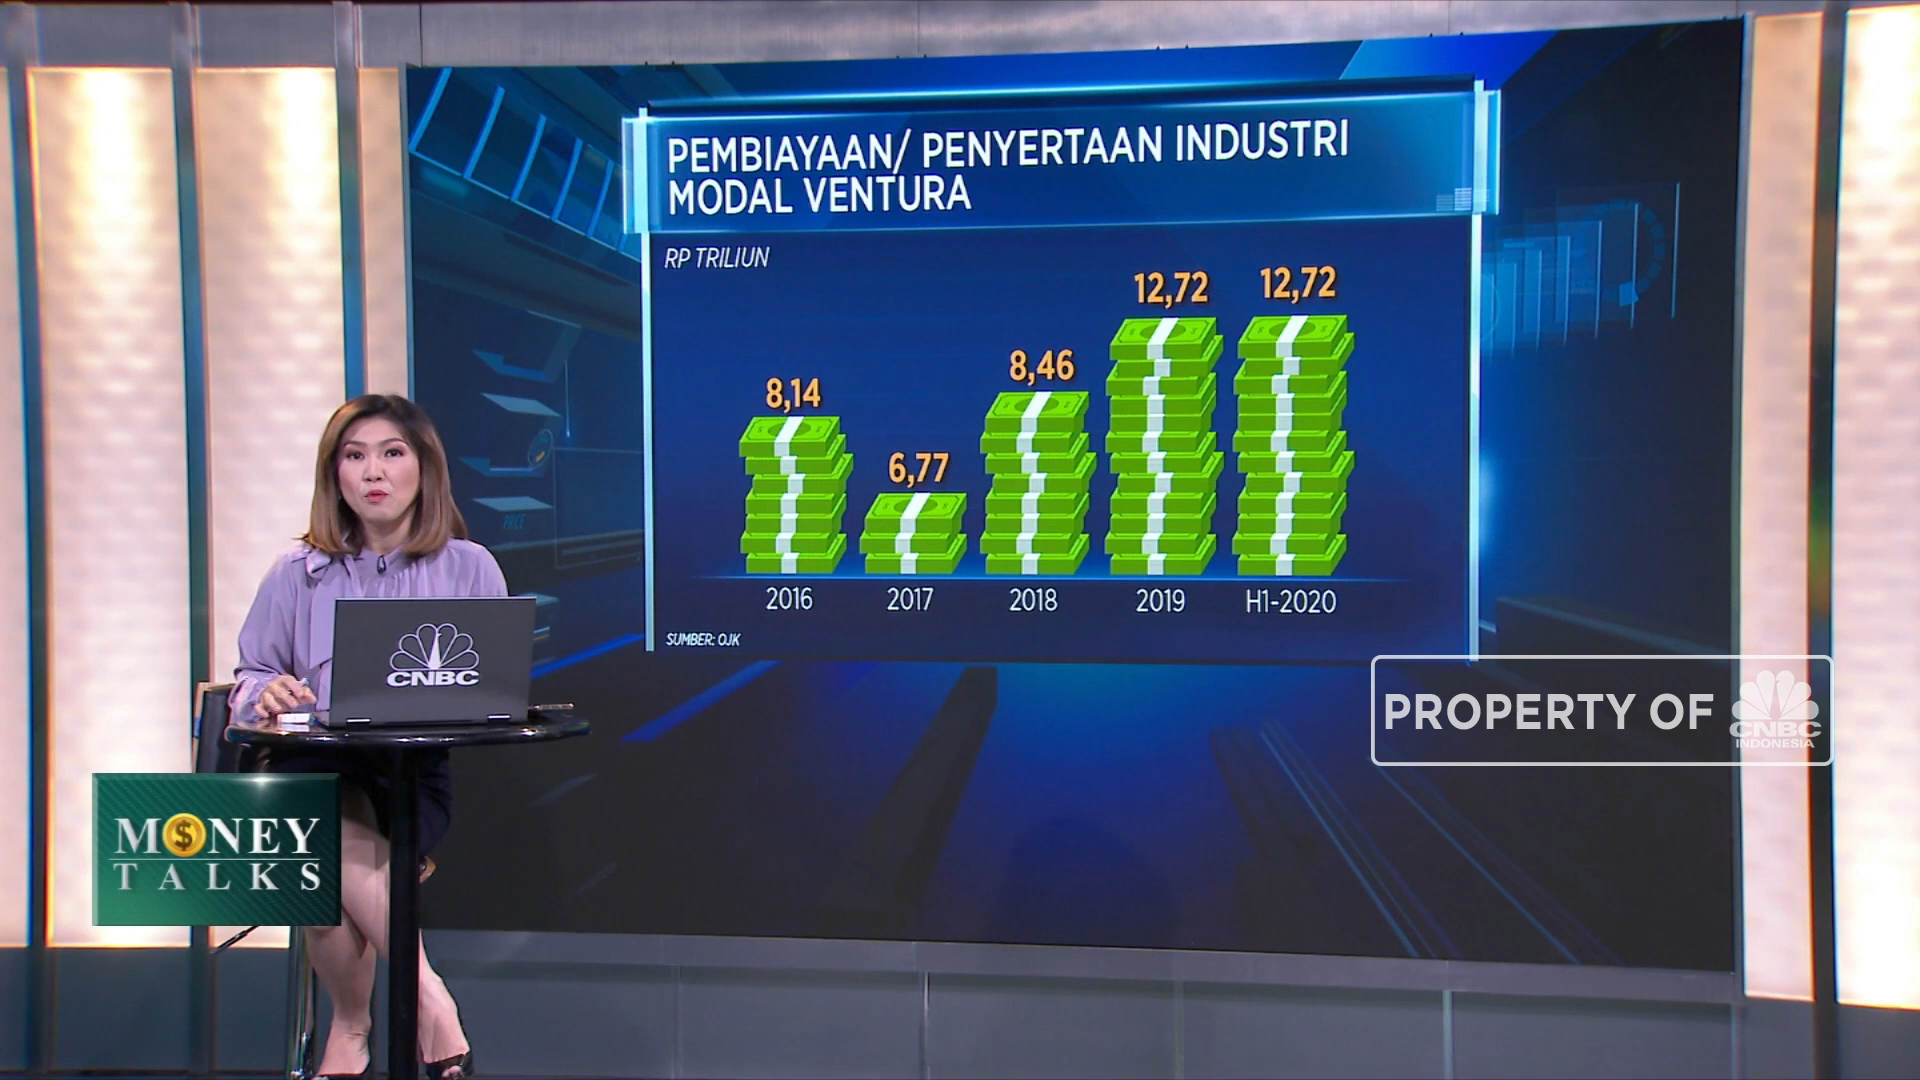 PEMBIAYAAN/ PENYERTAAN INDUSTRI
MODAL VENTURA
RP TRILIUN
8,14
6,77
8,46
12,72
12,72
2016
2017
2018
2019
H1-2020
SUMBER: OJK
PRICE
CNBC
PROPERTY OF
CNBC
INDONESIA
MONEY
TALKS